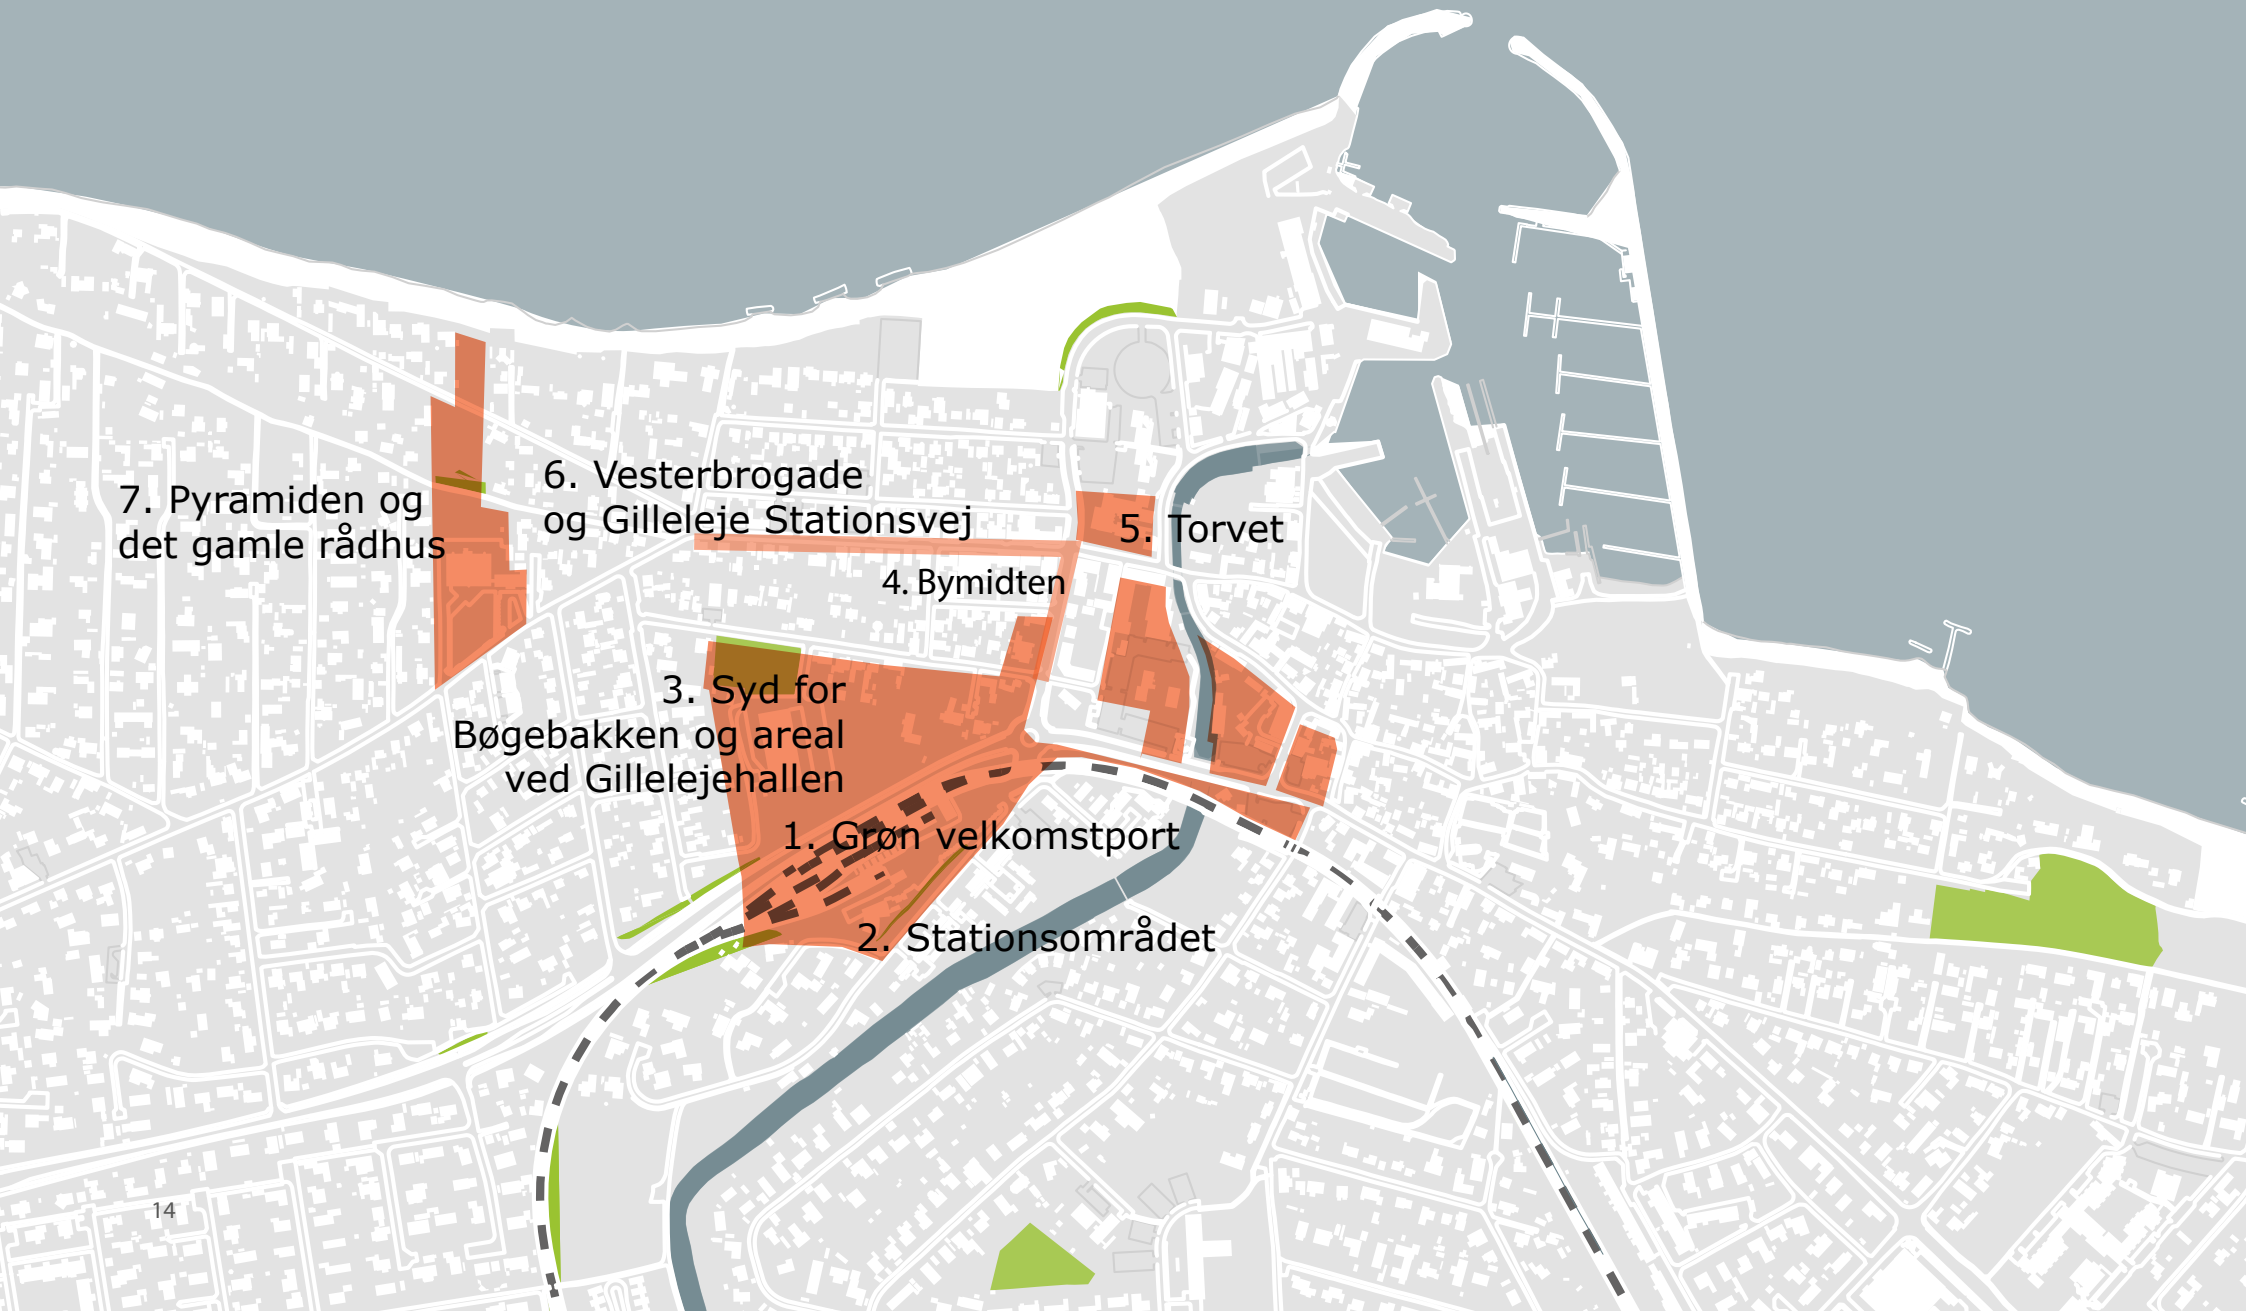 6. Vesterbrogade
og Gilleleje Stationsvej
7. Pyramiden og
det gamle rådhus
5. Torvet
4. Bymidten
3. Syd for
Bøgebakken og areal
ved Gillelejehallen
1. Grøn velkomstport
2. Stationsområdet
14